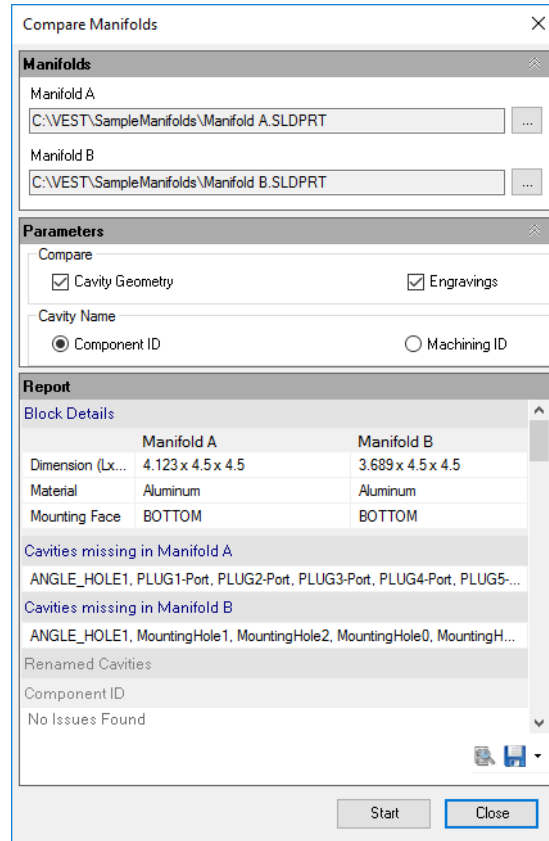 Compare Manifolds
Manifolds
Manifold A
C:\VEST\SampleManifolds\Manifold A.SLDPRT
...
Manifold B
C:\VEST\SampleManifolds\Manifold B.SLDPRT
...
Parameters
Compare
Cavity Geometry Engravings
Cavity Name
Component ID Machining ID
Report
Block Details
Manifold A Manifold B
Dimension (Lx... 4.123 x 4.5 x 4.5 3.689 x 4.5 x 4.5
Material Aluminum Aluminum
Mounting Face BOTTOM BOTTOM
Cavities missing in Manifold A
ANGLE_HOLE1, PLUG1-Port, PLUG2-Port, PLUG3-Port, PLUG4-Port, PLUG5-...
Cavities missing in Manifold B
ANGLE_HOLE1, MountingHole1, MountingHole2, MountingHole0, MountingH...
Renamed Cavities
Component ID
No Issues Found
Start Close